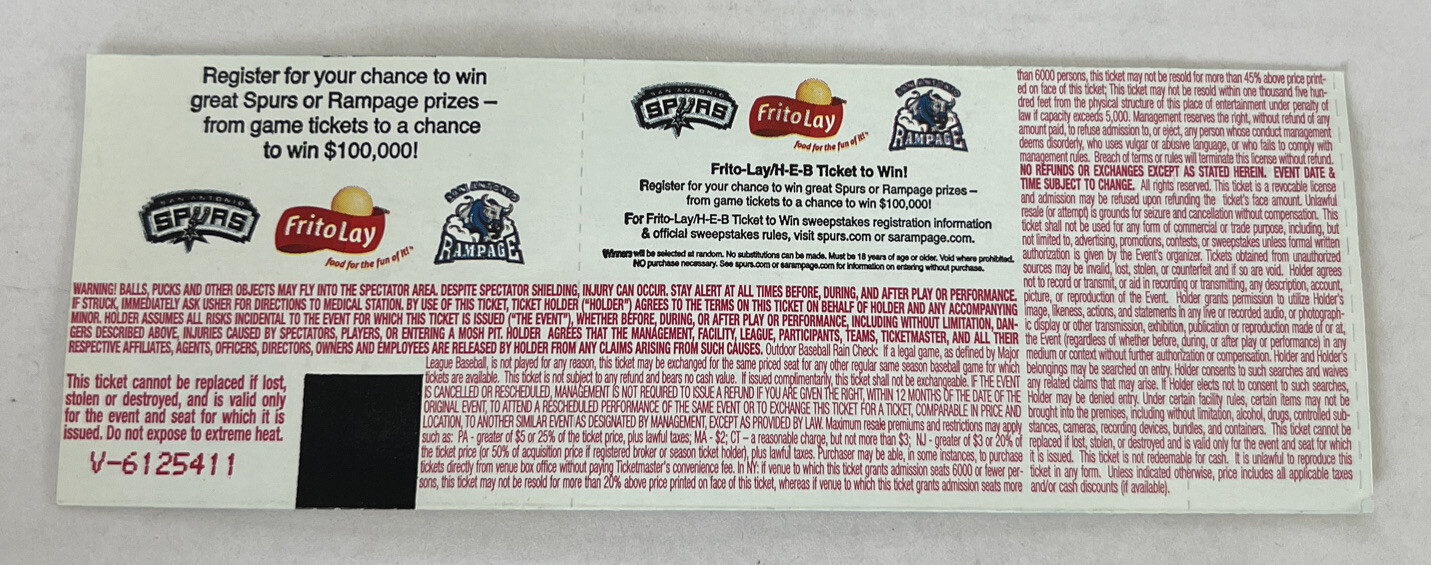 Register for your chance to win
great Spurs or Rampage prizes –
from game tickets to a chance
to win $100,000!
SAN ANTONIO
SPURS
Frito Lay
food for the fun of it!™
SAN ANTONIO
RAMPAGE
SAN ANTONIO
SPURS
Frito Lay
food for the fun of it!™
SAN ANTONIO
RAMPAGE
Frito-Lay/H-E-B Ticket to Win!
Register for your chance to win great Spurs or Rampage prizes –
from game tickets to a chance to win $100,000!
For Frito-Lay/H-E-B Ticket to Win sweepstakes registration information
& official sweepstakes rules, visit spurs.com or sarampage.com.
Winners will be selected at random. No substitutions can be made. Must be 18 years of age or older. Void where prohibited.
NO purchase necessary. See spurs.com or sarampage.com for information on entering without purchase.
WARNING! BALLS, PUCKS AND OTHER OBJECTS MAY FLY INTO THE SPECTATOR AREA. DESPITE SPECTATOR SHIELDING, INJURY CAN OCCUR. STAY ALERT AT ALL TIMES BEFORE, DURING, AND AFTER PLAY OR PERFORMANCE.
IF STRUCK, IMMEDIATELY ASK USHER FOR DIRECTIONS TO MEDICAL STATION. BY USE OF THIS TICKET, TICKET HOLDER ("HOLDER") AGREES TO THE TERMS ON THIS TICKET ON BEHALF OF HOLDER AND ANY ACCOMPANYING
MINOR. HOLDER ASSUMES ALL RISKS INCIDENTAL TO THE EVENT FOR WHICH THIS TICKET IS ISSUED ("THE EVENT"), WHETHER BEFORE, DURING, OR AFTER PLAY OR PERFORMANCE, INCLUDING WITHOUT LIMITATION, DAN-
GERS DESCRIBED ABOVE, INJURIES CAUSED BY SPECTATORS, PLAYERS, OR ENTERING A MOSH PIT. HOLDER AGREES THAT THE MANAGEMENT, FACILITY, LEAGUE, PARTICIPANTS, TEAMS, TICKETMASTER, AND ALL THEIR
RESPECTIVE AFFILIATES, AGENTS, OFFICERS, DIRECTORS, OWNERS AND EMPLOYEES ARE RELEASED BY HOLDER FROM ANY CLAIMS ARISING FROM SUCH CAUSES. Outdoor Baseball Rain Check: If a legal game, as defined by Major
League Baseball, is not played for any reason, this ticket may be exchanged for the same priced seat for any other regular same season baseball game for which
tickets are available. This ticket is not subject to any refund and bears no cash value. If issued complimentarily, this ticket shall not be exchangeable. IF THE EVENT
IS CANCELLED OR RESCHEDULED, MANAGEMENT IS NOT REQUIRED TO ISSUE A REFUND IF YOU ARE GIVEN THE RIGHT, WITHIN 12 MONTHS OF THE DATE OF THE
ORIGINAL EVENT, TO ATTEND A RESCHEDULED PERFORMANCE OF THE SAME EVENT OR TO EXCHANGE THIS TICKET FOR A TICKET, COMPARABLE IN PRICE AND
LOCATION, TO ANOTHER SIMILAR EVENT AS DESIGNATED BY MANAGEMENT, EXCEPT AS PROVIDED BY LAW. Maximum resale premiums and restrictions may apply
such as: PA - greater of $5 or 25% of the ticket price, plus lawful taxes; MA - $2; CT – a reasonable charge, but not more than $3; NJ - greater of $3 or 20% of
the ticket price (or 50% of acquisition price if registered broker or season ticket holder), plus lawful taxes. Purchaser may be able, in some instances, to purchase
tickets directly from venue box office without paying Ticketmaster's convenience fee. In NY: if venue to which this ticket grants admission seats 6000 or fewer per-
sons, this ticket may not be resold for more than 20% above price printed on face of this ticket, whereas if venue to which this ticket grants admission seats more
This ticket cannot be replaced if lost,
stolen or destroyed, and is valid only
for the event and seat for which it is
issued. Do not expose to extreme heat.
V-6125411
than 6000 persons, this ticket may not be resold for more than 45% above price print-
ed on face of this ticket; This ticket may not be resold within one thousand five hun-
dred feet from the physical structure of this place of entertainment under penalty of
law if capacity exceeds 5,000. Management reserves the right, without refund of any
amount paid, to refuse admission to, or eject, any person whose conduct management
deems disorderly, who uses vulgar or abusive language, or who fails to comply with
management rules. Breach of terms or rules will terminate this license without refund.
NO REFUNDS OR EXCHANGES EXCEPT AS STATED HEREIN. EVENT DATE &
TIME SUBJECT TO CHANGE. All rights reserved. This ticket is a revocable license
and admission may be refused upon refunding the ticket's face amount. Unlawful
resale (or attempt) is grounds for seizure and cancellation without compensation. This
ticket shall not be used for any form of commercial or trade purpose, including, but
not limited to, advertising, promotions, contests, or sweepstakes unless formal written
authorization is given by the Event's organizer. Tickets obtained from unauthorized
sources may be invalid, lost, stolen, or counterfeit and if so are void. Holder agrees
not to record or transmit, or aid in recording or transmitting, any description, account,
picture, or reproduction of the Event. Holder grants permission to utilize Holder's
image, likeness, actions, and statements in any live or recorded audio, or photograph-
ic display or other transmission, exhibition, publication or reproduction made of or at,
the Event (regardless of whether before, during, or after play or performance) in any
medium or context without further authorization or compensation. Holder and Holder's
belongings may be searched on entry. Holder consents to such searches and waives
any related claims that may arise. If Holder elects not to consent to such searches,
Holder may be denied entry. Under certain facility rules, certain items may not be
brought into the premises, including without limitation, alcohol, drugs, controlled sub-
stances, cameras, recording devices, bundles, and containers. This ticket cannot be
replaced if lost, stolen, or destroyed and is valid only for the event and seat for which
it is issued. This ticket is not redeemable for cash. It is unlawful to reproduce this
ticket in any form. Unless indicated otherwise, price includes all applicable taxes
and/or cash discounts (if available).